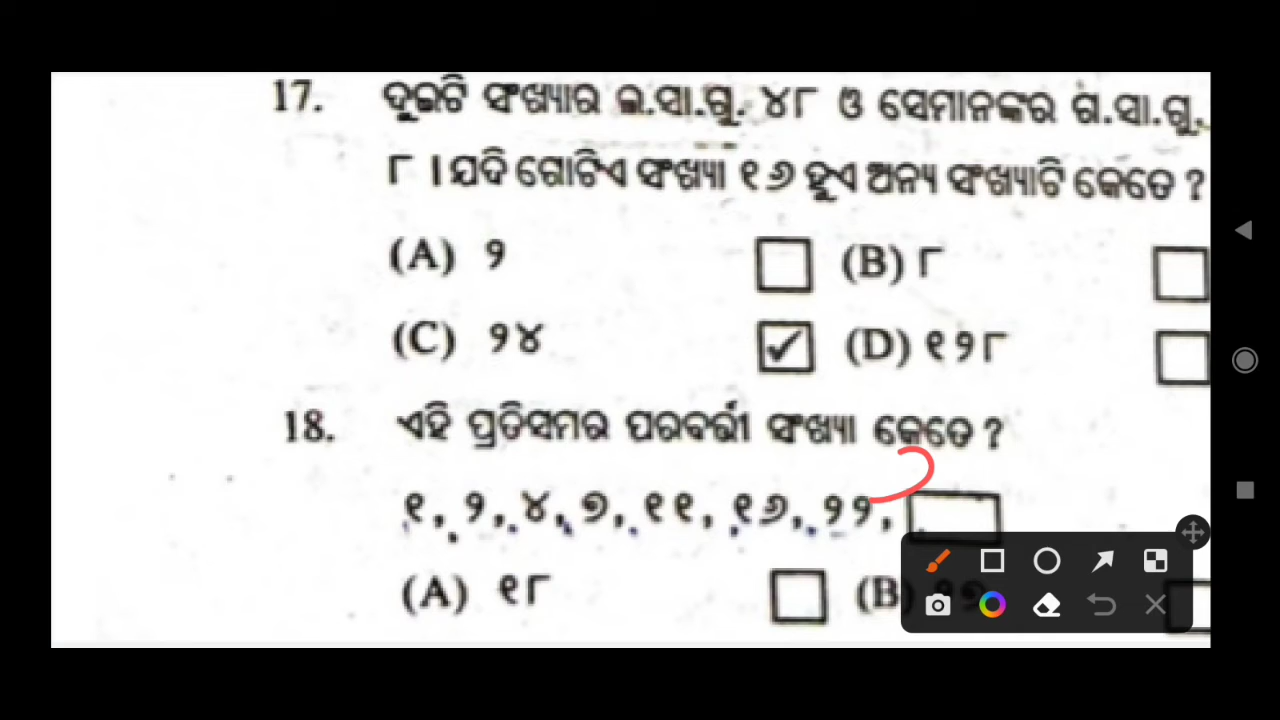 17. ଦୁଇଟି ସଂଖ୍ୟାର ଲ.ସା.ଗୁ. ୪୮ ଓ ସେମାନଙ୍କର ଗ.ସା.ଗୁ.
୮ । ଯଦି ଗୋଟିଏ ସଂଖ୍ୟା ୧୬ ହୁଏ ଅନ୍ୟ ସଂଖ୍ୟାଟି କେତେ ?
(A) ୨ (B) ୮
(C) ୨୪ ✓ (D) ୧୨୮
18. ଏହି ପ୍ରତିସମର ପରବର୍ତ୍ତୀ ସଂଖ୍ୟା କେତେ ?
୧, ୨, ୪, ୭, ୧୧, ୧୬, ୨୨,
(A) ୧୮ (B)